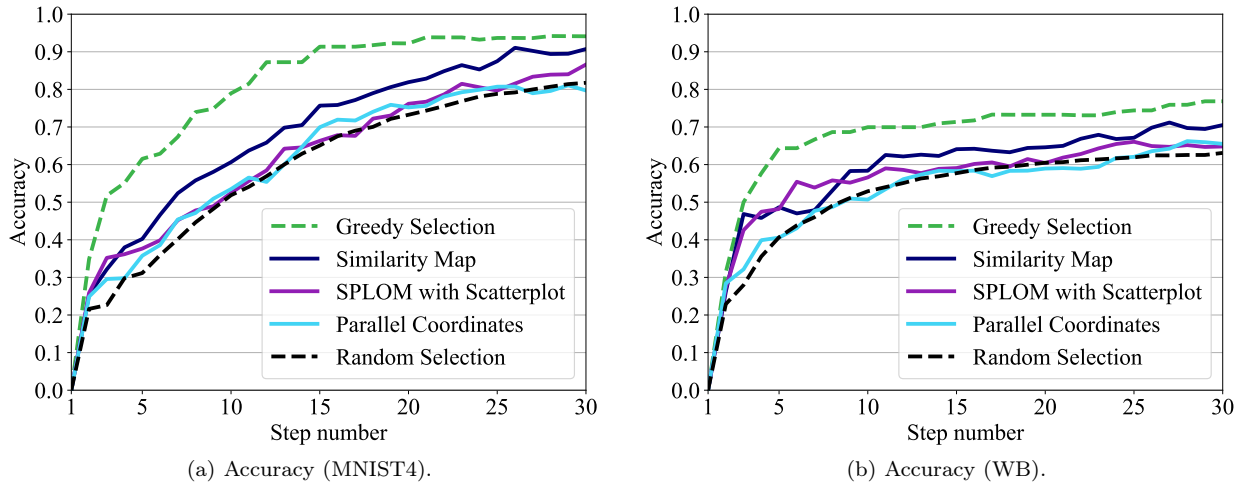 1.0
0.9
0.8
0.7
0.6
0.5
0.4
0.3
0.2
0.1
0.0
Accuracy
Greedy Selection
Similarity Map
SPLOM with Scatterplot
Parallel Coordinates
Random Selection
1 5 10 15 20 25 30
Step number
(a) Accuracy (MNIST4).
1.0
0.9
0.8
0.7
0.6
0.5
0.4
0.3
0.2
0.1
0.0
Accuracy
Greedy Selection
Similarity Map
SPLOM with Scatterplot
Parallel Coordinates
Random Selection
1 5 10 15 20 25 30
Step number
(b) Accuracy (WB).